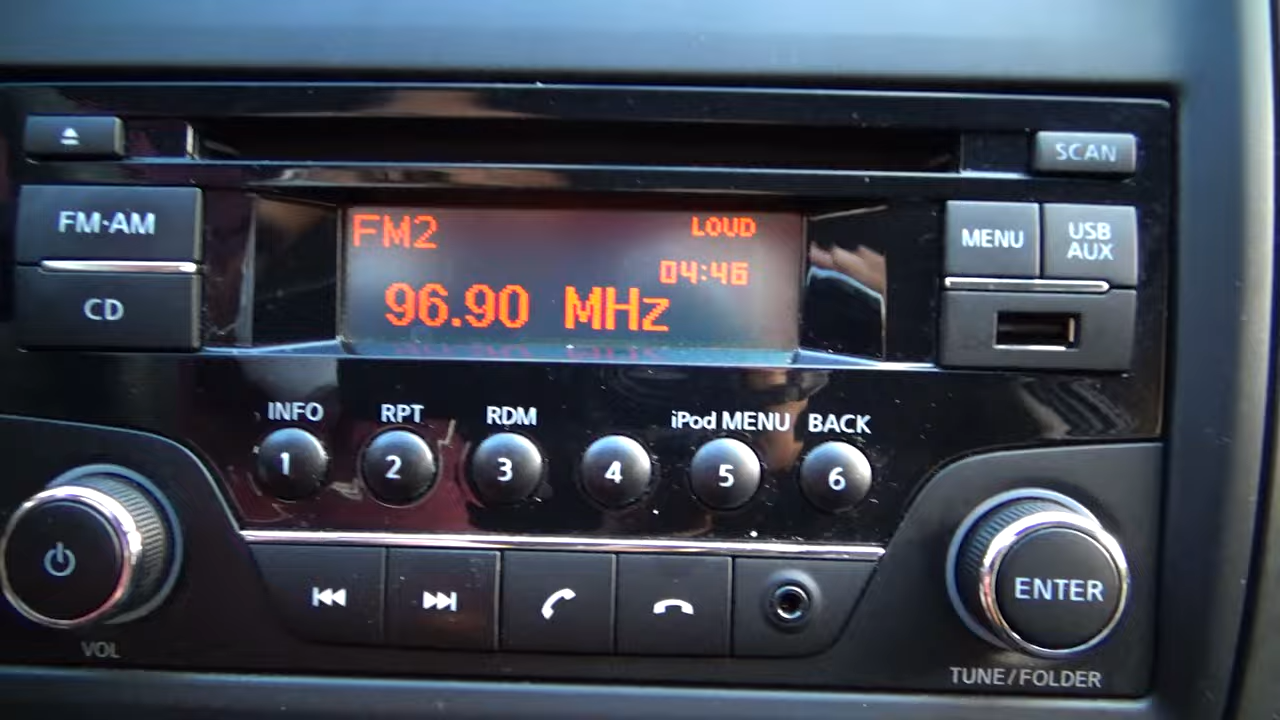 SCAN
FM·AM
FM2
LOUD
MENU
USB
AUX
04:46
CD
96.90 MHz
INFO
RPT
RDM
iPod MENU
BACK
1
2
3
4
5
6
ENTER
VOL
TUNE/FOLDER